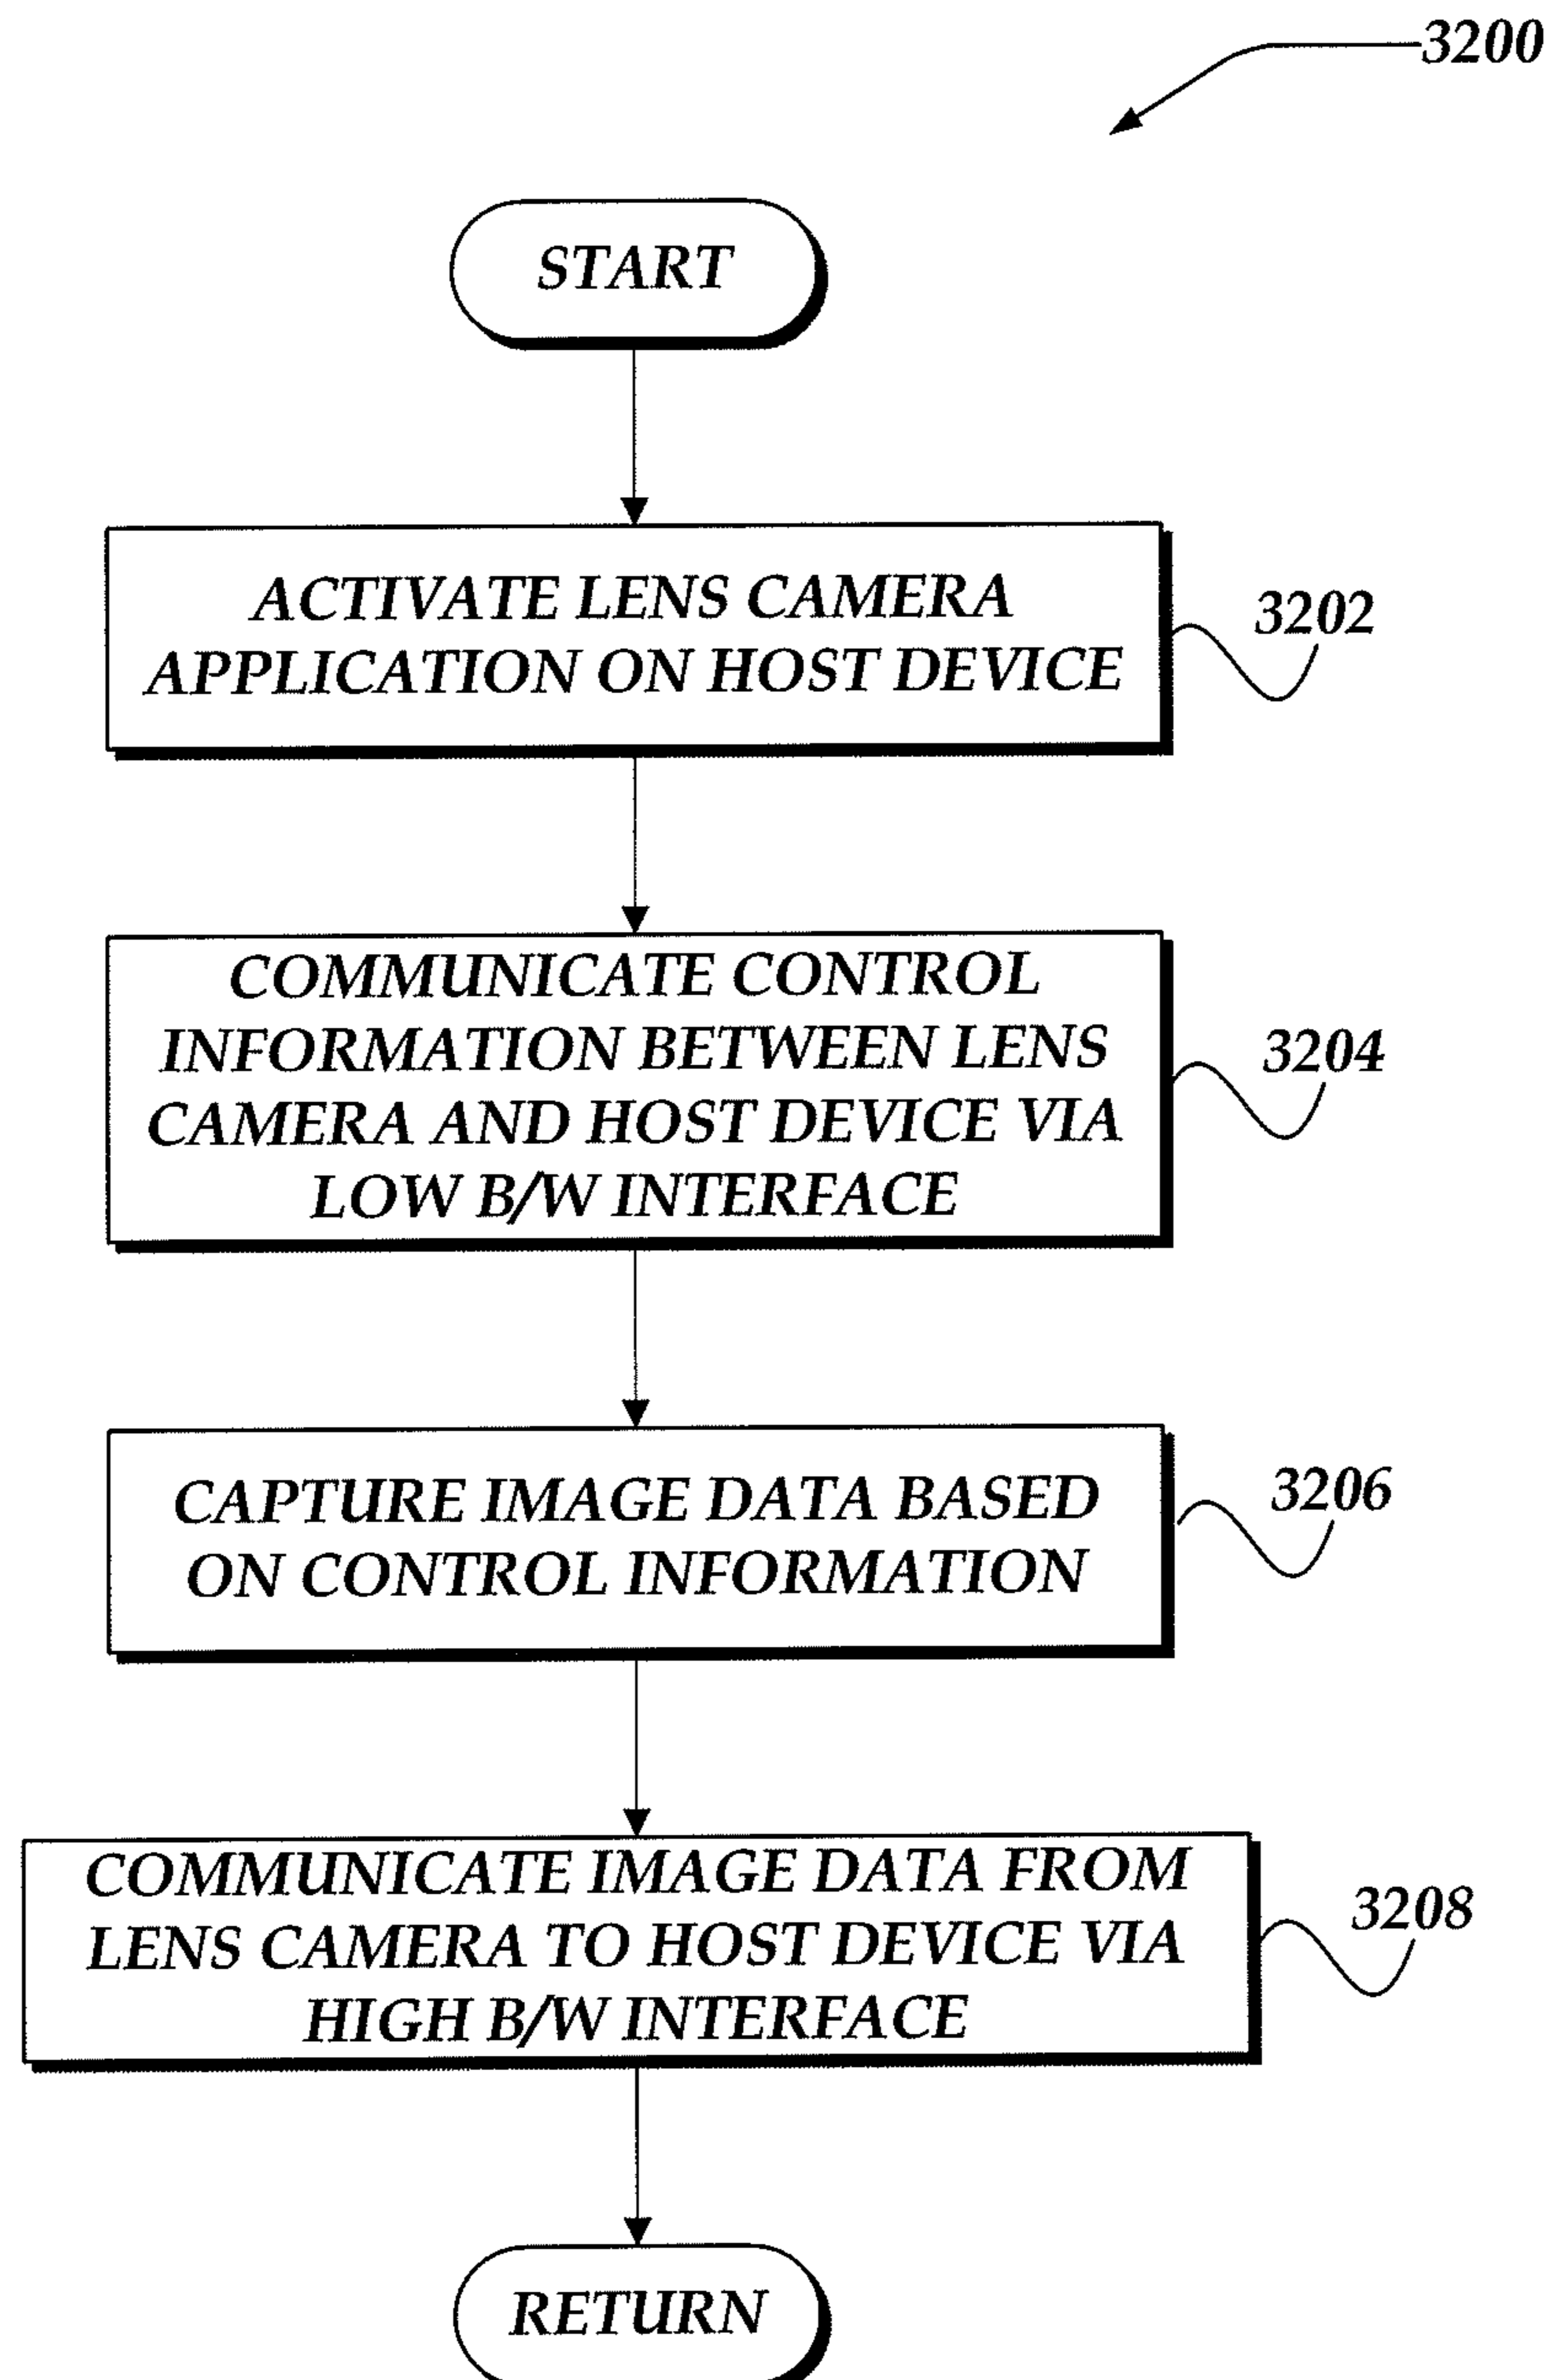 3200
START
ACTIVATE LENS CAMERA
APPLICATION ON HOST DEVICE
3202
COMMUNICATE CONTROL
INFORMATION BETWEEN LENS
CAMERA AND HOST DEVICE VIA
LOW B/W INTERFACE
3204
CAPTURE IMAGE DATA BASED
ON CONTROL INFORMATION
3206
COMMUNICATE IMAGE DATA FROM
LENS CAMERA TO HOST DEVICE VIA
HIGH B/W INTERFACE
3208
RETURN